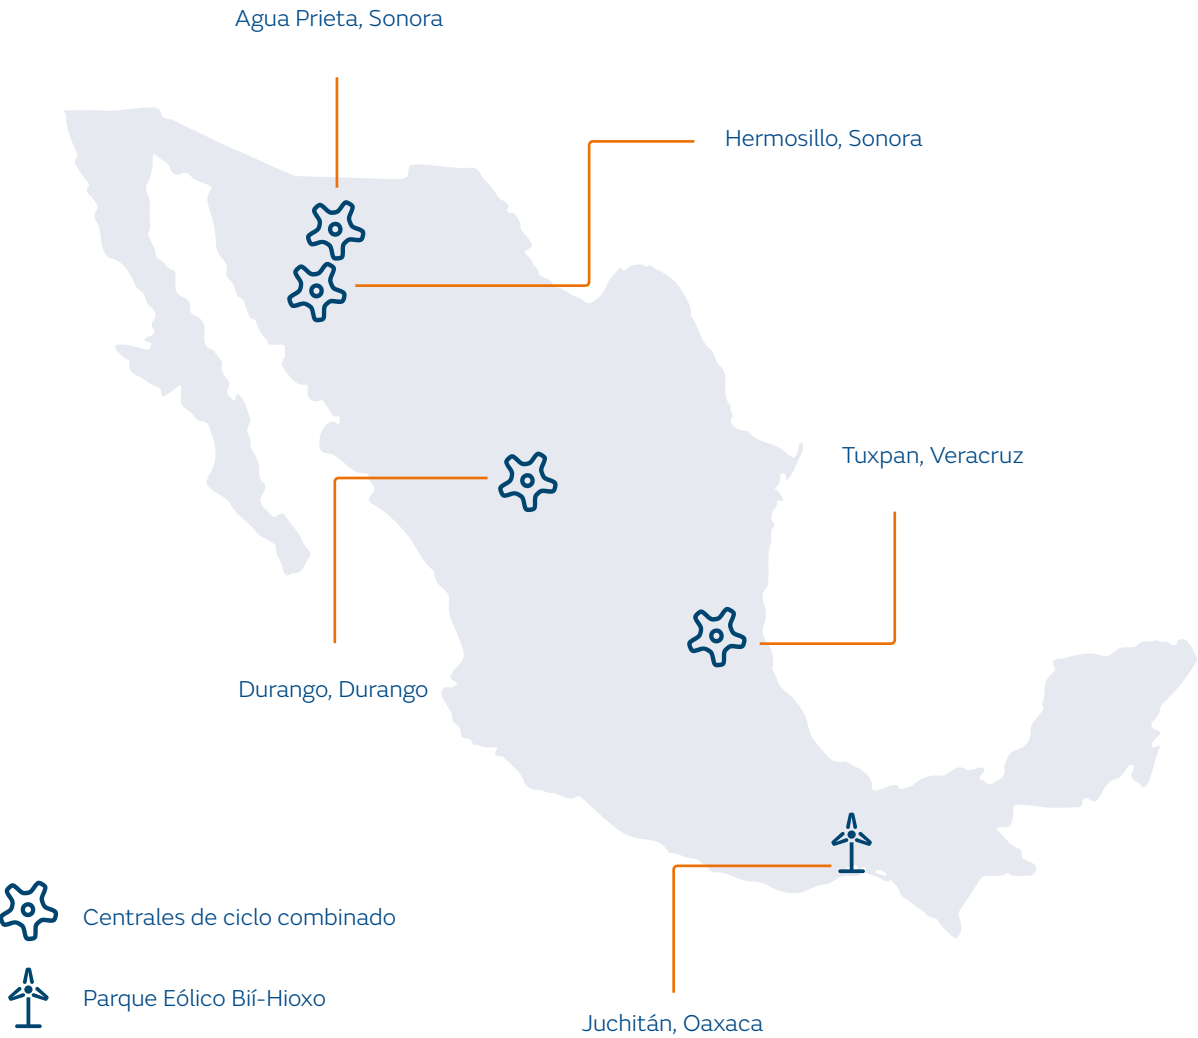 Agua Prieta, Sonora
Hermosillo, Sonora
Tuxpan, Veracruz
Durango, Durango
Centrales de ciclo combinado
Parque Eólico Bií-Hioxo
Juchitán, Oaxaca